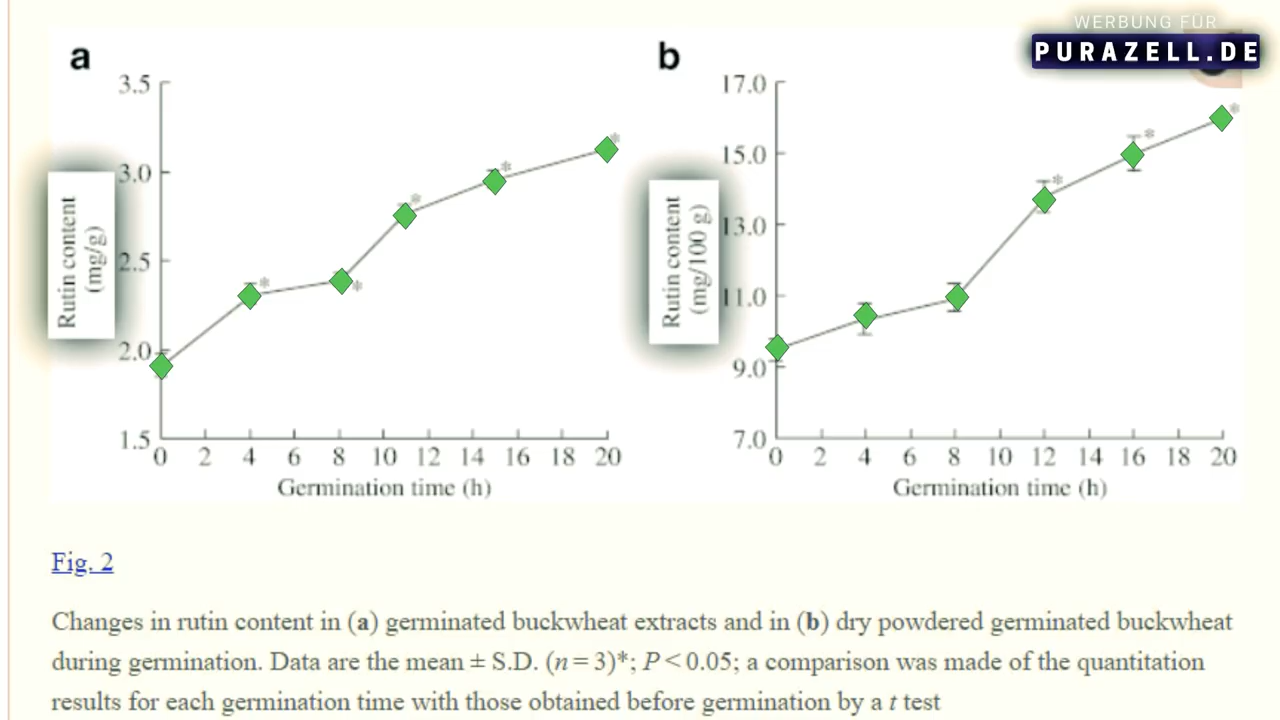 WERBUNG FÜR
PURAZELL.DE
a
3.5
3.0
2.5
2.0
1.5
Rutin content
(mg/g)
0 2 4 6 8 10 12 14 16 18 20
Germination time (h)
* * * * *
b
17.0
15.0
13.0
11.0
9.0
7.0
Rutin content
(mg/100 g)
0 2 4 6 8 10 12 14 16 18 20
Germination time (h)
* * *
Fig. 2
Changes in rutin content in (a) germinated buckwheat extracts and in (b) dry powdered germinated buckwheat
during germination. Data are the mean ± S.D. (n = 3)*; P < 0.05; a comparison was made of the quantitation
results for each germination time with those obtained before germination by a t test